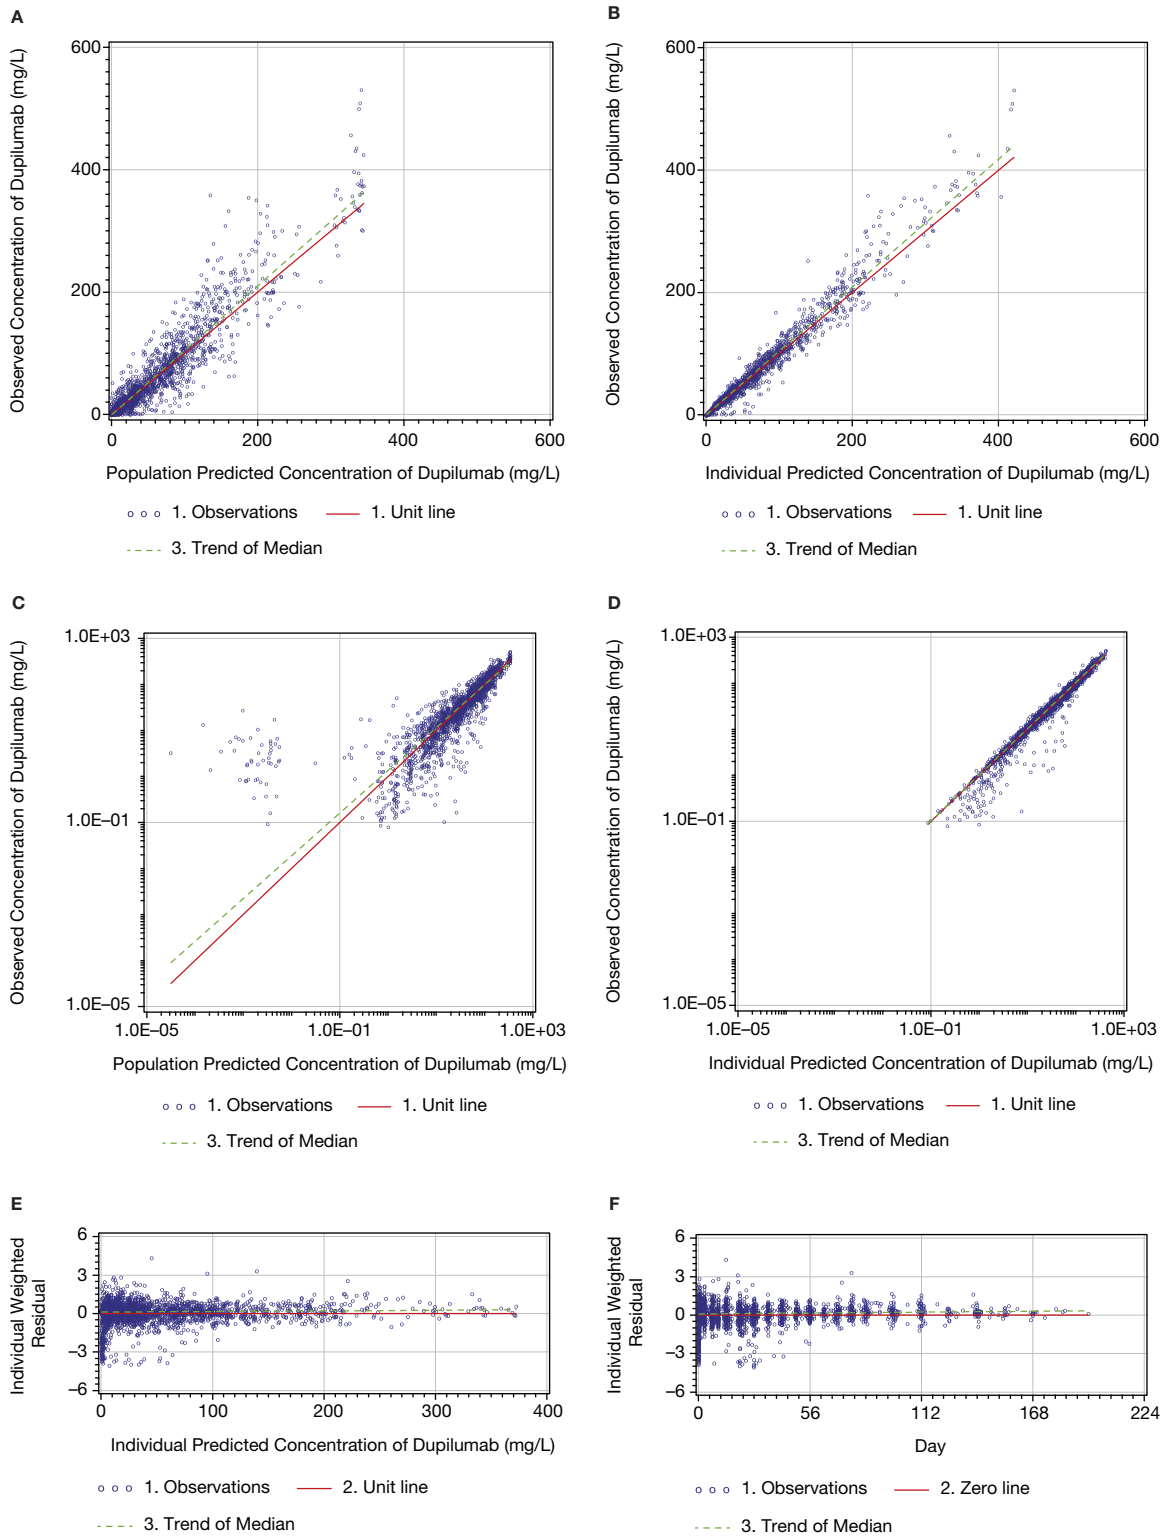 A
Observed Concentration of Dupilumab (mg/L)
600
400
200
0
0 200 400 600
Population Predicted Concentration of Dupilumab (mg/L)
1. Observations 1. Unit line
3. Trend of Median
B
Observed Concentration of Dupilumab (mg/L)
600
400
200
0
0 200 400 600
Individual Predicted Concentration of Dupilumab (mg/L)
1. Observations 1. Unit line
3. Trend of Median
C
Observed Concentration of Dupilumab (mg/L)
1.0E+03
1.0E−01
1.0E−05
1.0E−05 1.0E−01 1.0E+03
Population Predicted Concentration of Dupilumab (mg/L)
1. Observations 1. Unit line
3. Trend of Median
D
Observed Concentration of Dupilumab (mg/L)
1.0E+03
1.0E−01
1.0E−05
1.0E−05 1.0E−01 1.0E+03
Individual Predicted Concentration of Dupilumab (mg/L)
1. Observations 1. Unit line
3. Trend of Median
E
Individual Weighted
Residual
6
3
0
−3
−6
0 100 200 300 400
Individual Predicted Concentration of Dupilumab (mg/L)
1. Observations 2. Unit line
3. Trend of Median
F
Individual Weighted
Residual
6
3
0
−3
−6
0 56 112 168 224
Day
1. Observations 2. Zero line
3. Trend of Median